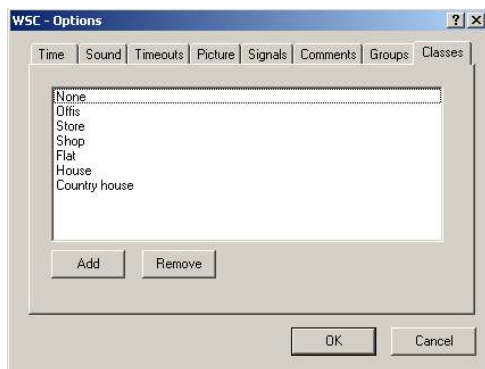 WSC - Options
Time Sound Timeouts Picture Signals Comments Groups Classes
None
Offis
Store
Shop
Flat
House
Country house
Add Remove
OK Cancel